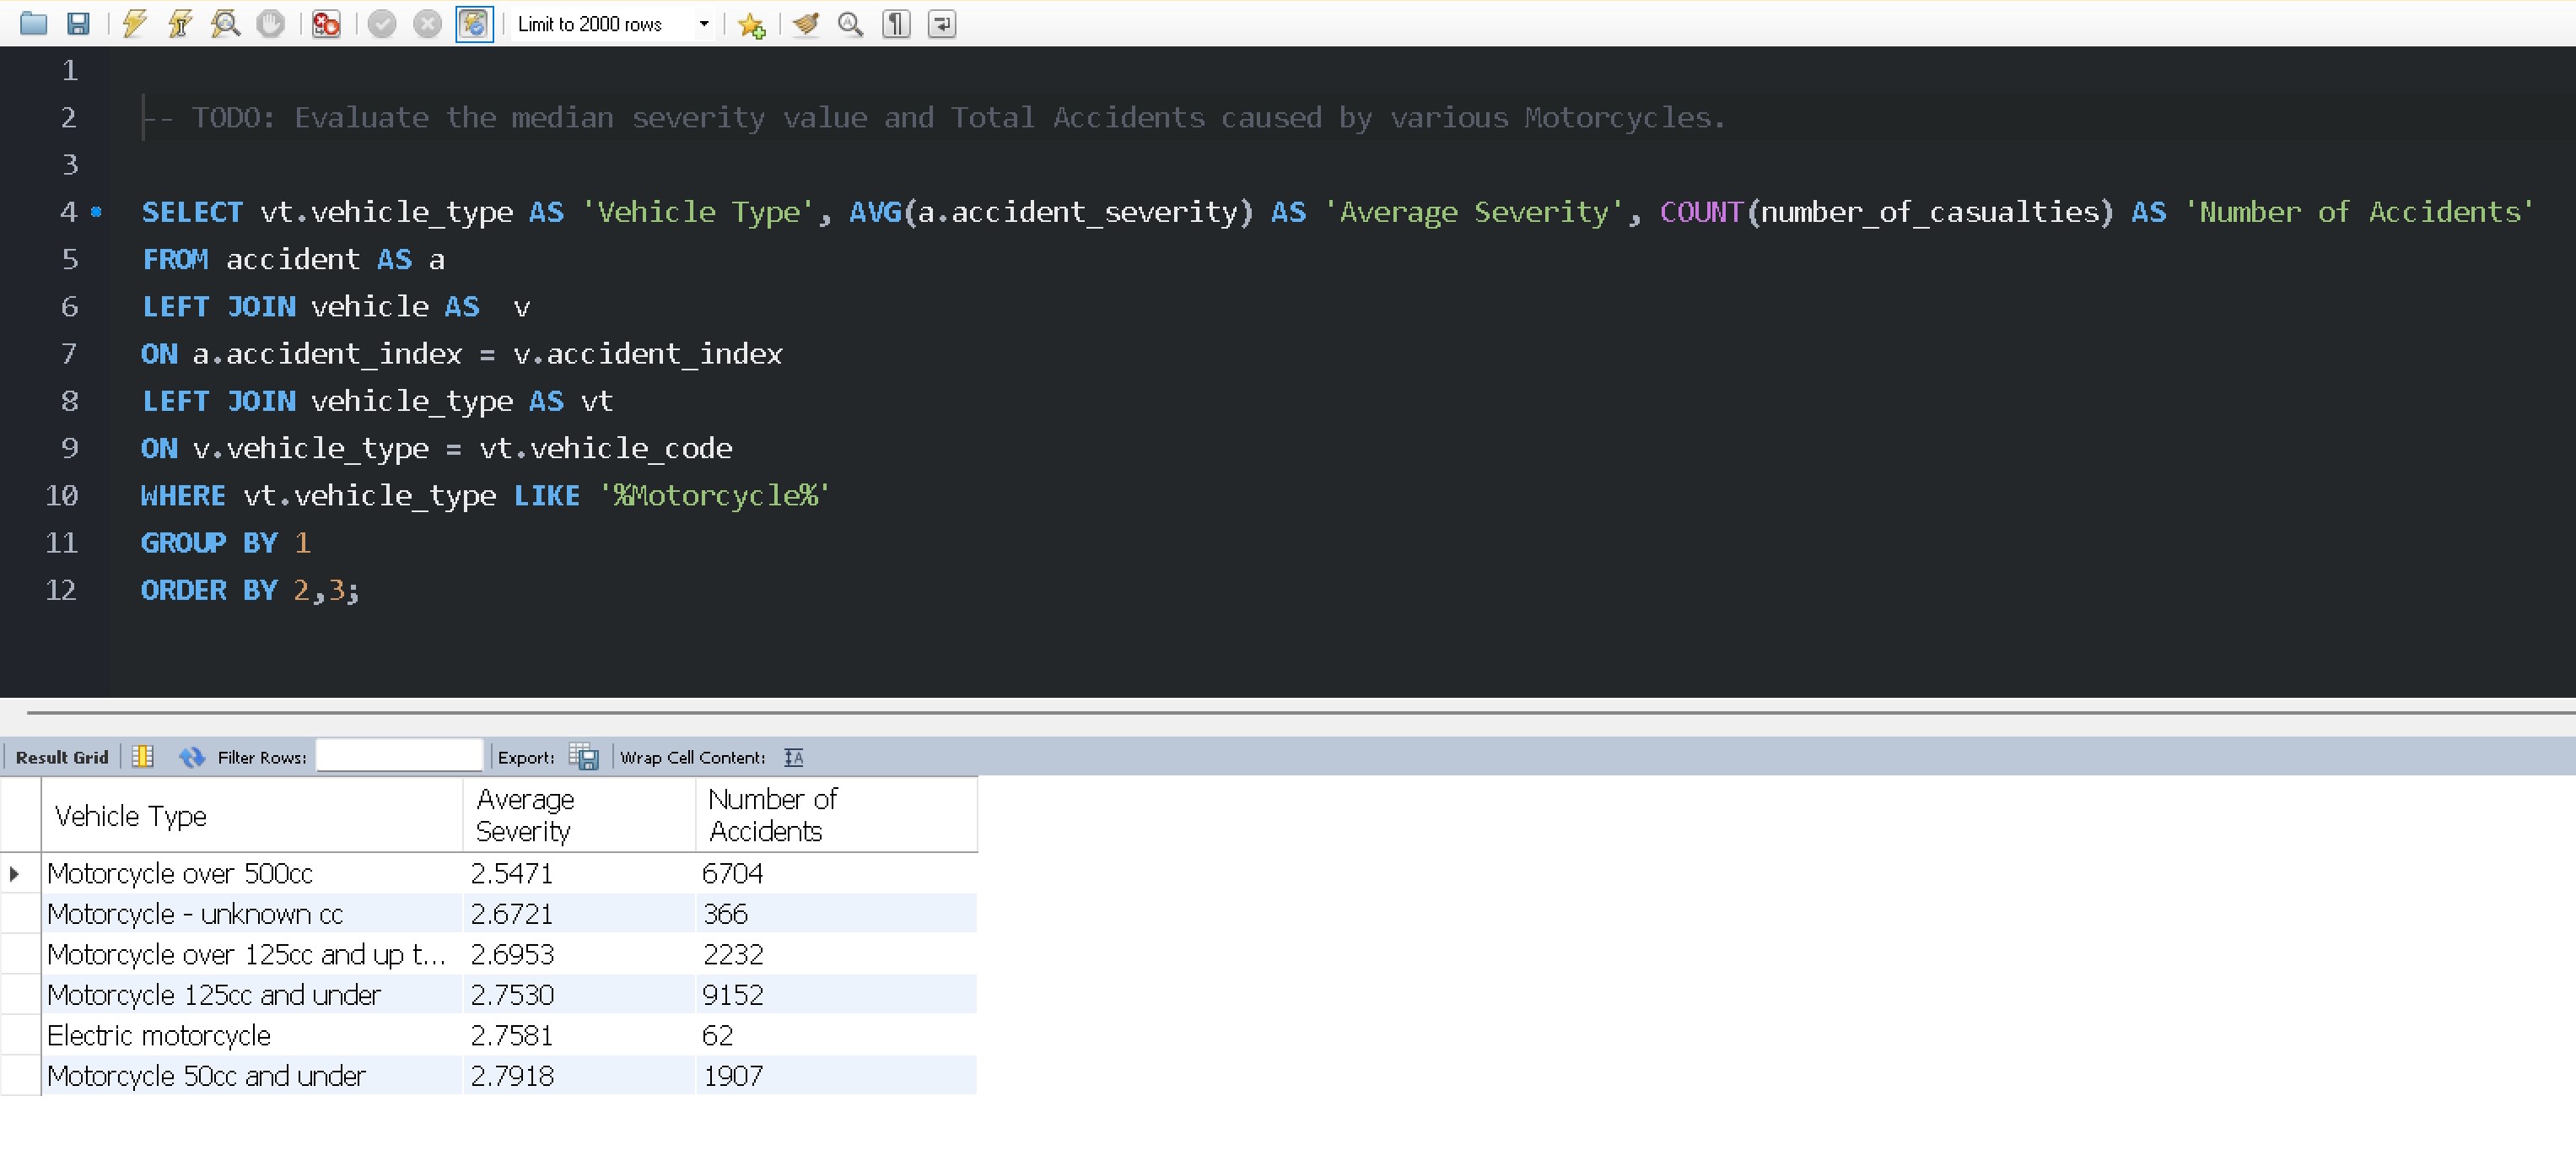 Limit to 2000 rows
1
2 -- TODO: Evaluate the median severity value and Total Accidents caused by various Motorcycles.
3
4 SELECT vt.vehicle_type AS 'Vehicle Type', AVG(a.accident_severity) AS 'Average Severity', COUNT(number_of_casualties) AS 'Number of Accidents'
5 FROM accident AS a
6 LEFT JOIN vehicle AS  v
7 ON a.accident_index = v.accident_index
8 LEFT JOIN vehicle_type AS vt
9 ON v.vehicle_type = vt.vehicle_code
10 WHERE vt.vehicle_type LIKE '%Motorcycle%'
11 GROUP BY 1
12 ORDER BY 2,3;
Result Grid Filter Rows: Export: Wrap Cell Content:
Vehicle Type Average Severity Number of Accidents
Motorcycle over 500cc 2.5471 6704
Motorcycle - unknown cc 2.6721 366
Motorcycle over 125cc and up t... 2.6953 2232
Motorcycle 125cc and under 2.7530 9152
Electric motorcycle 2.7581 62
Motorcycle 50cc and under 2.7918 1907